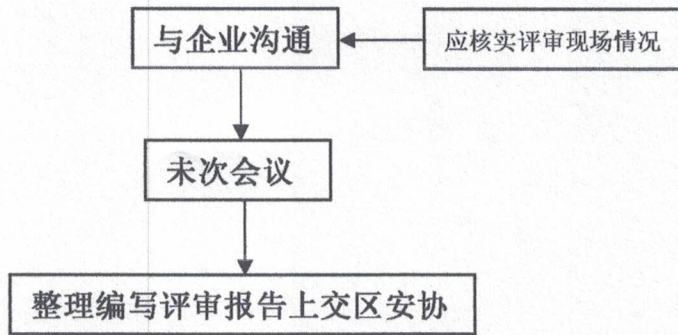 与企业沟通
应核实评审现场情况
未次会议
整理编写评审报告上交区安协